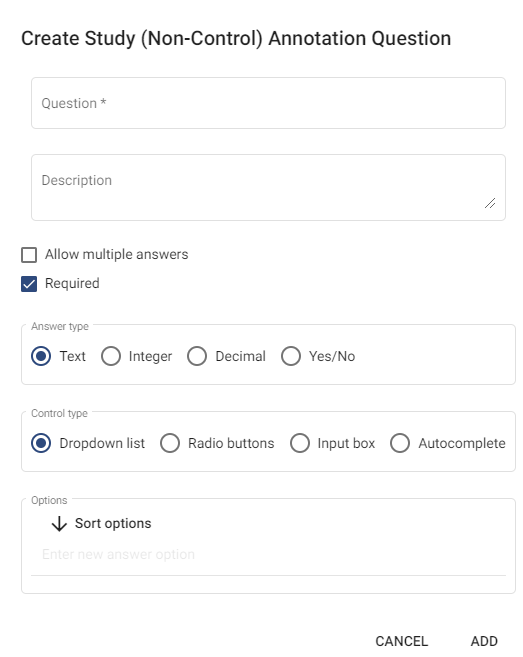 Create Study (Non-Control) Annotation Question
Question *
Description
Allow multiple answers
Required
Answer type
Text Integer Decimal Yes/No
Control type
Dropdown list Radio buttons Input box Autocomplete
Options
Sort options
Enter new answer option
CANCEL ADD